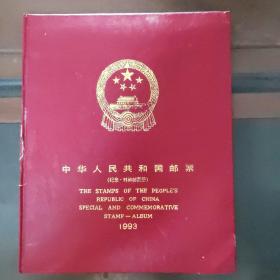 中华人民共和国邮票
(纪念·特种邮票册)
THE STAMPS OF THE PEOPLE'S
REPUBLIC OF CHINA
SPECIAL AND COMMEMORATIVE
STAMP-ALBUM
1993